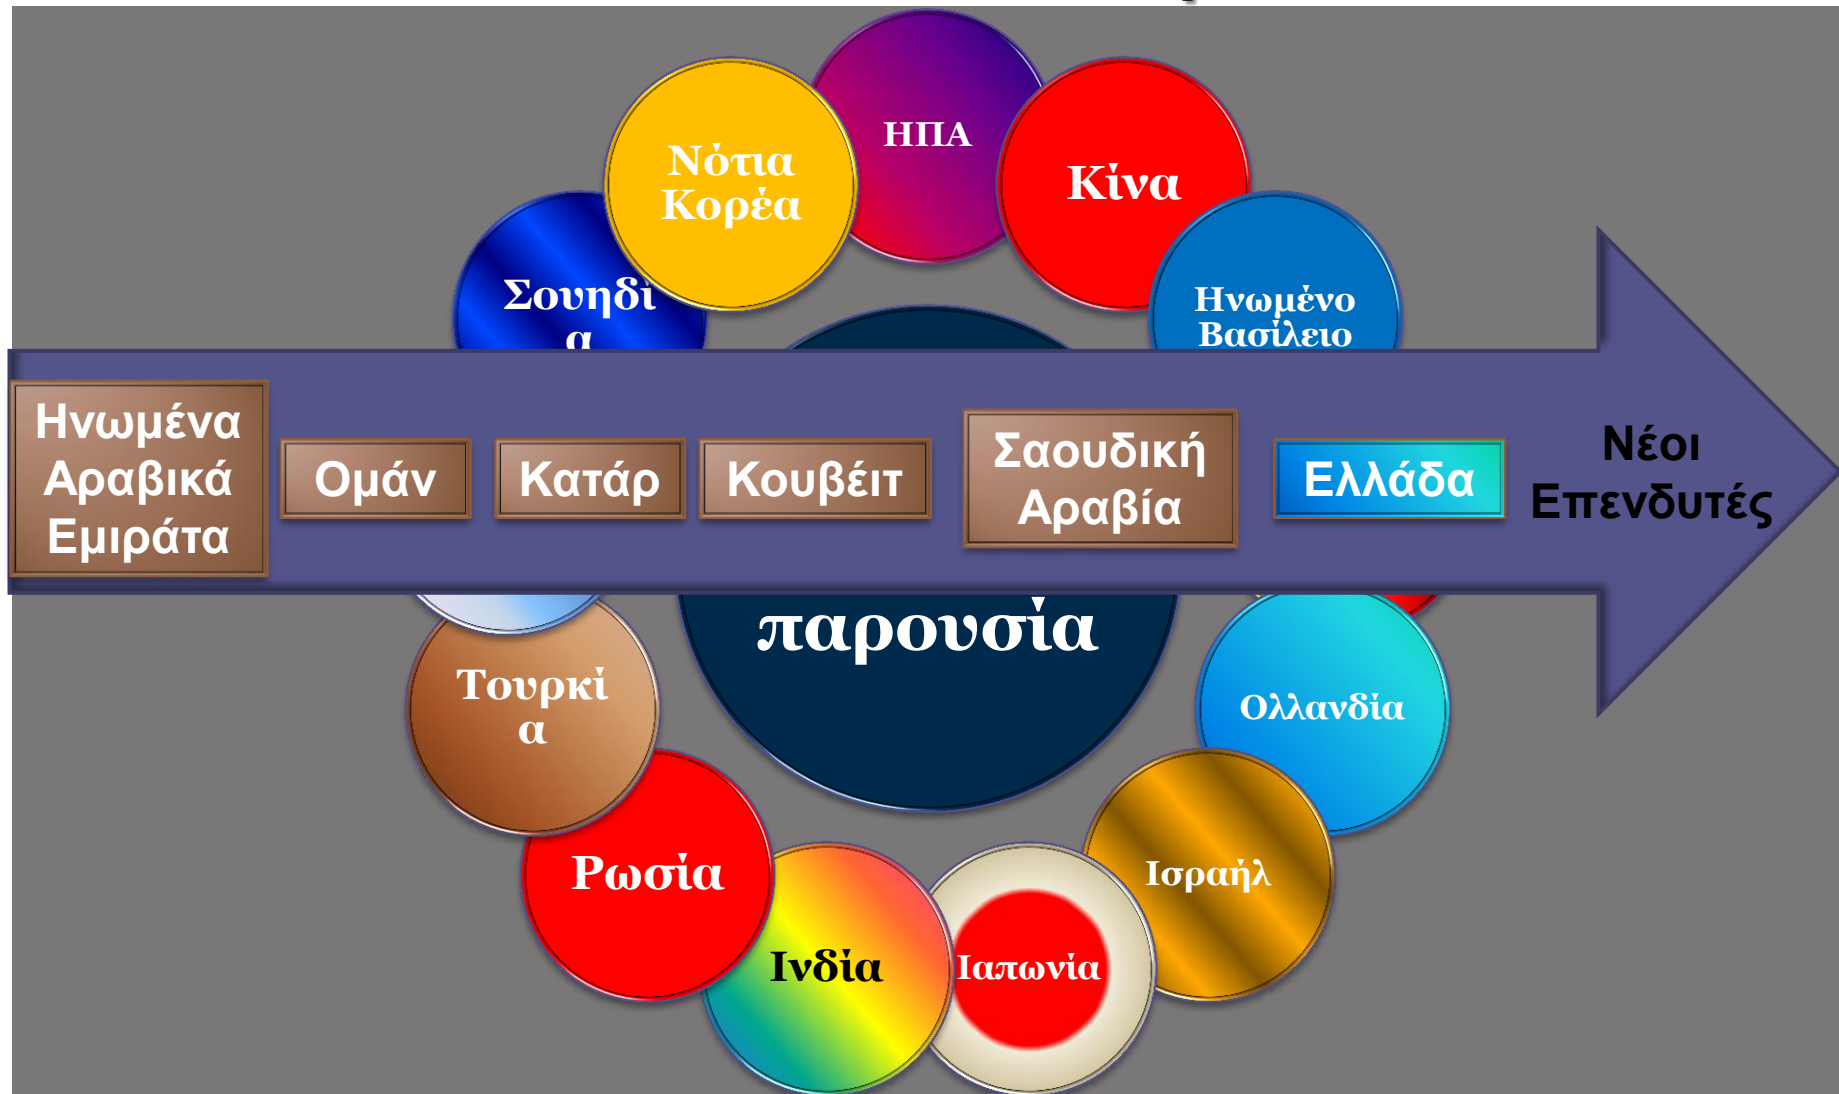 ΗΠΑ
Κίνα
Ηνωμένο
Βασίλειο
Ολλανδία
Ισραήλ
Ιαπωνία
Ινδία
Ρωσία
Τουρκί
α
Σουηδί
α
Νότια
Κορέα
παρουσία
Ηνωμένα
Αραβικά
Εμιράτα
Ομάν
Κατάρ
Κουβέιτ
Σαουδική
Αραβία
Ελλάδα
Νέοι
Επενδυτές